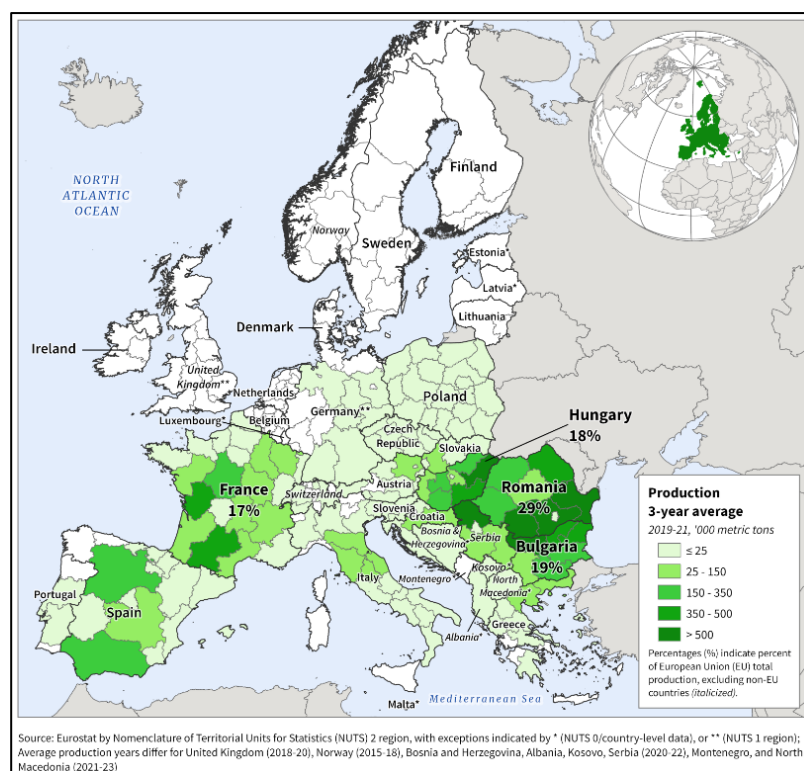 NORTH
ATLANTIC
OCEAN
Finland
Norway
Sweden
Estonia*
Latvia*
Lithuania
Denmark
Ireland
United
Kingdom**
Netherlands
Luxembourg*
Belgium
Germany**
Poland
Czech
Republic
Slovakia
Hungary
18%
France
17%
Switzerland
Austria
Slovenia
Croatia
Romania
29%
Bosnia &
Herzegovina*
Serbia
Bulgaria
19%
Montenegro
Kosovo*
North
Macedonia*
Italy
Portugal
Spain
Albania*
Greece
Malta*
Mediterranean Sea
Production
3-year average
2019-21, '000 metric tons
≤ 25
25 - 150
150 - 350
350 - 500
> 500
Percentages (%) indicate percent
of European Union (EU) total
production, excluding non-EU
countries (italicized).
Source: Eurostat by Nomenclature of Territorial Units for Statistics (NUTS) 2 region, with exceptions indicated by * (NUTS 0/country-level data), or ** (NUTS 1 region);
Average production years differ for United Kingdom (2018-20), Norway (2015-18), Bosnia and Herzegovina, Albania, Kosovo, Serbia (2020-22), Montenegro, and North
Macedonia (2021-23)